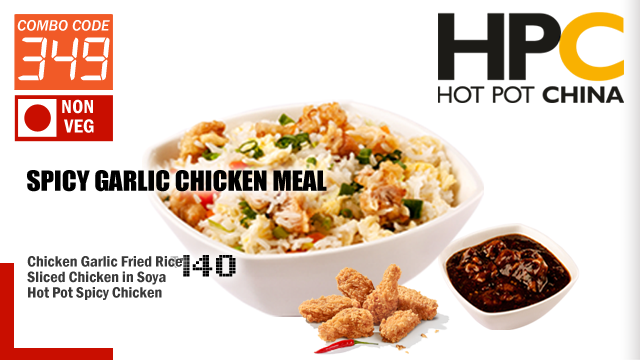 COMBO CODE
349
NON
VEG
HPC
HOT POT CHINA
SPICY GARLIC CHICKEN MEAL
Chicken Garlic Fried Rice
140
Sliced Chicken in Soya
Hot Pot Spicy Chicken